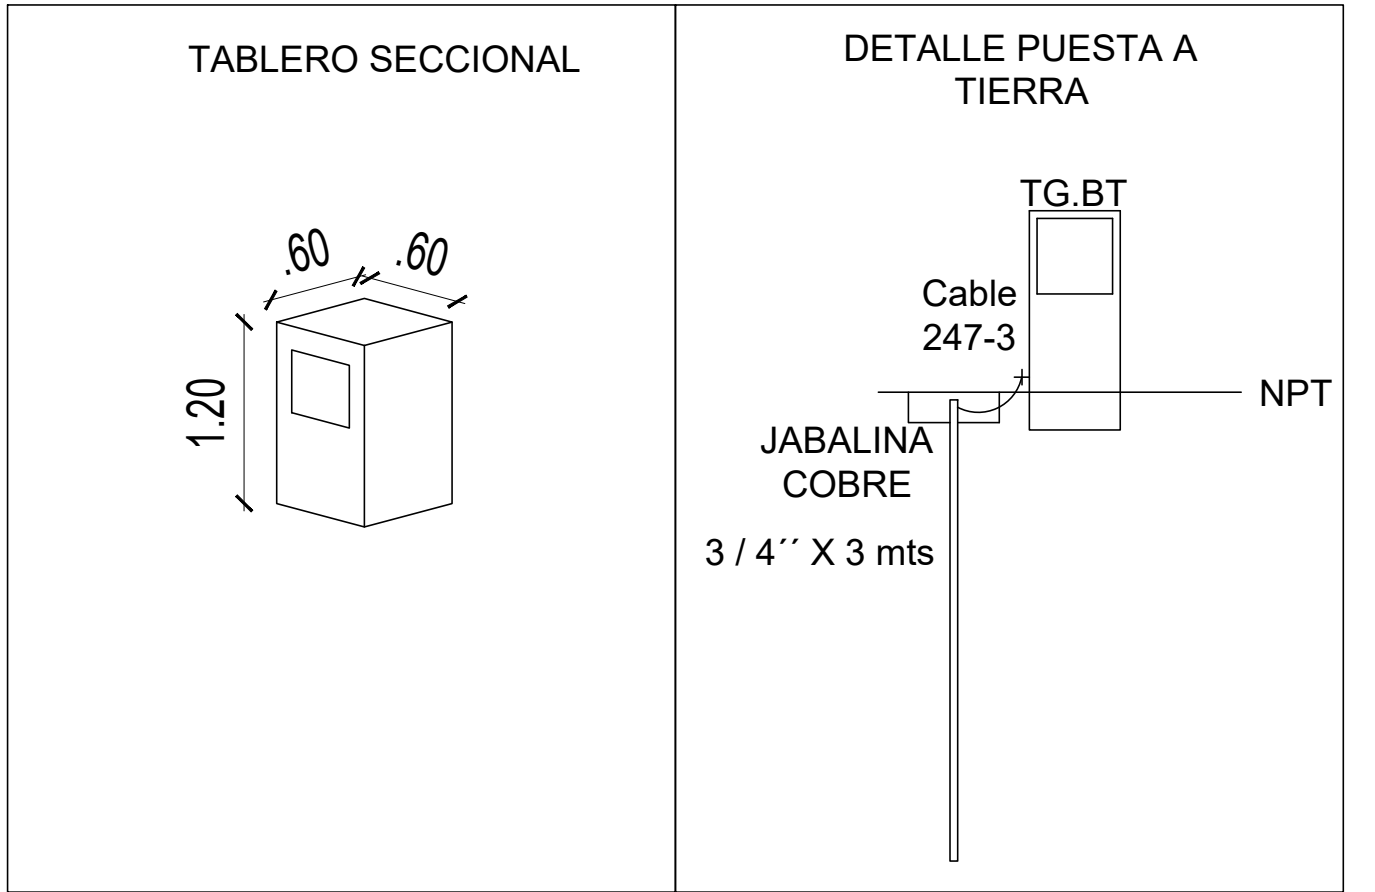 TABLERO SECCIONAL
.60
.60
1.20
DETALLE PUESTA A
TIERRA
TG.BT
Cable
247-3
NPT
JABALINA
COBRE
3 / 4´´ X 3 mts